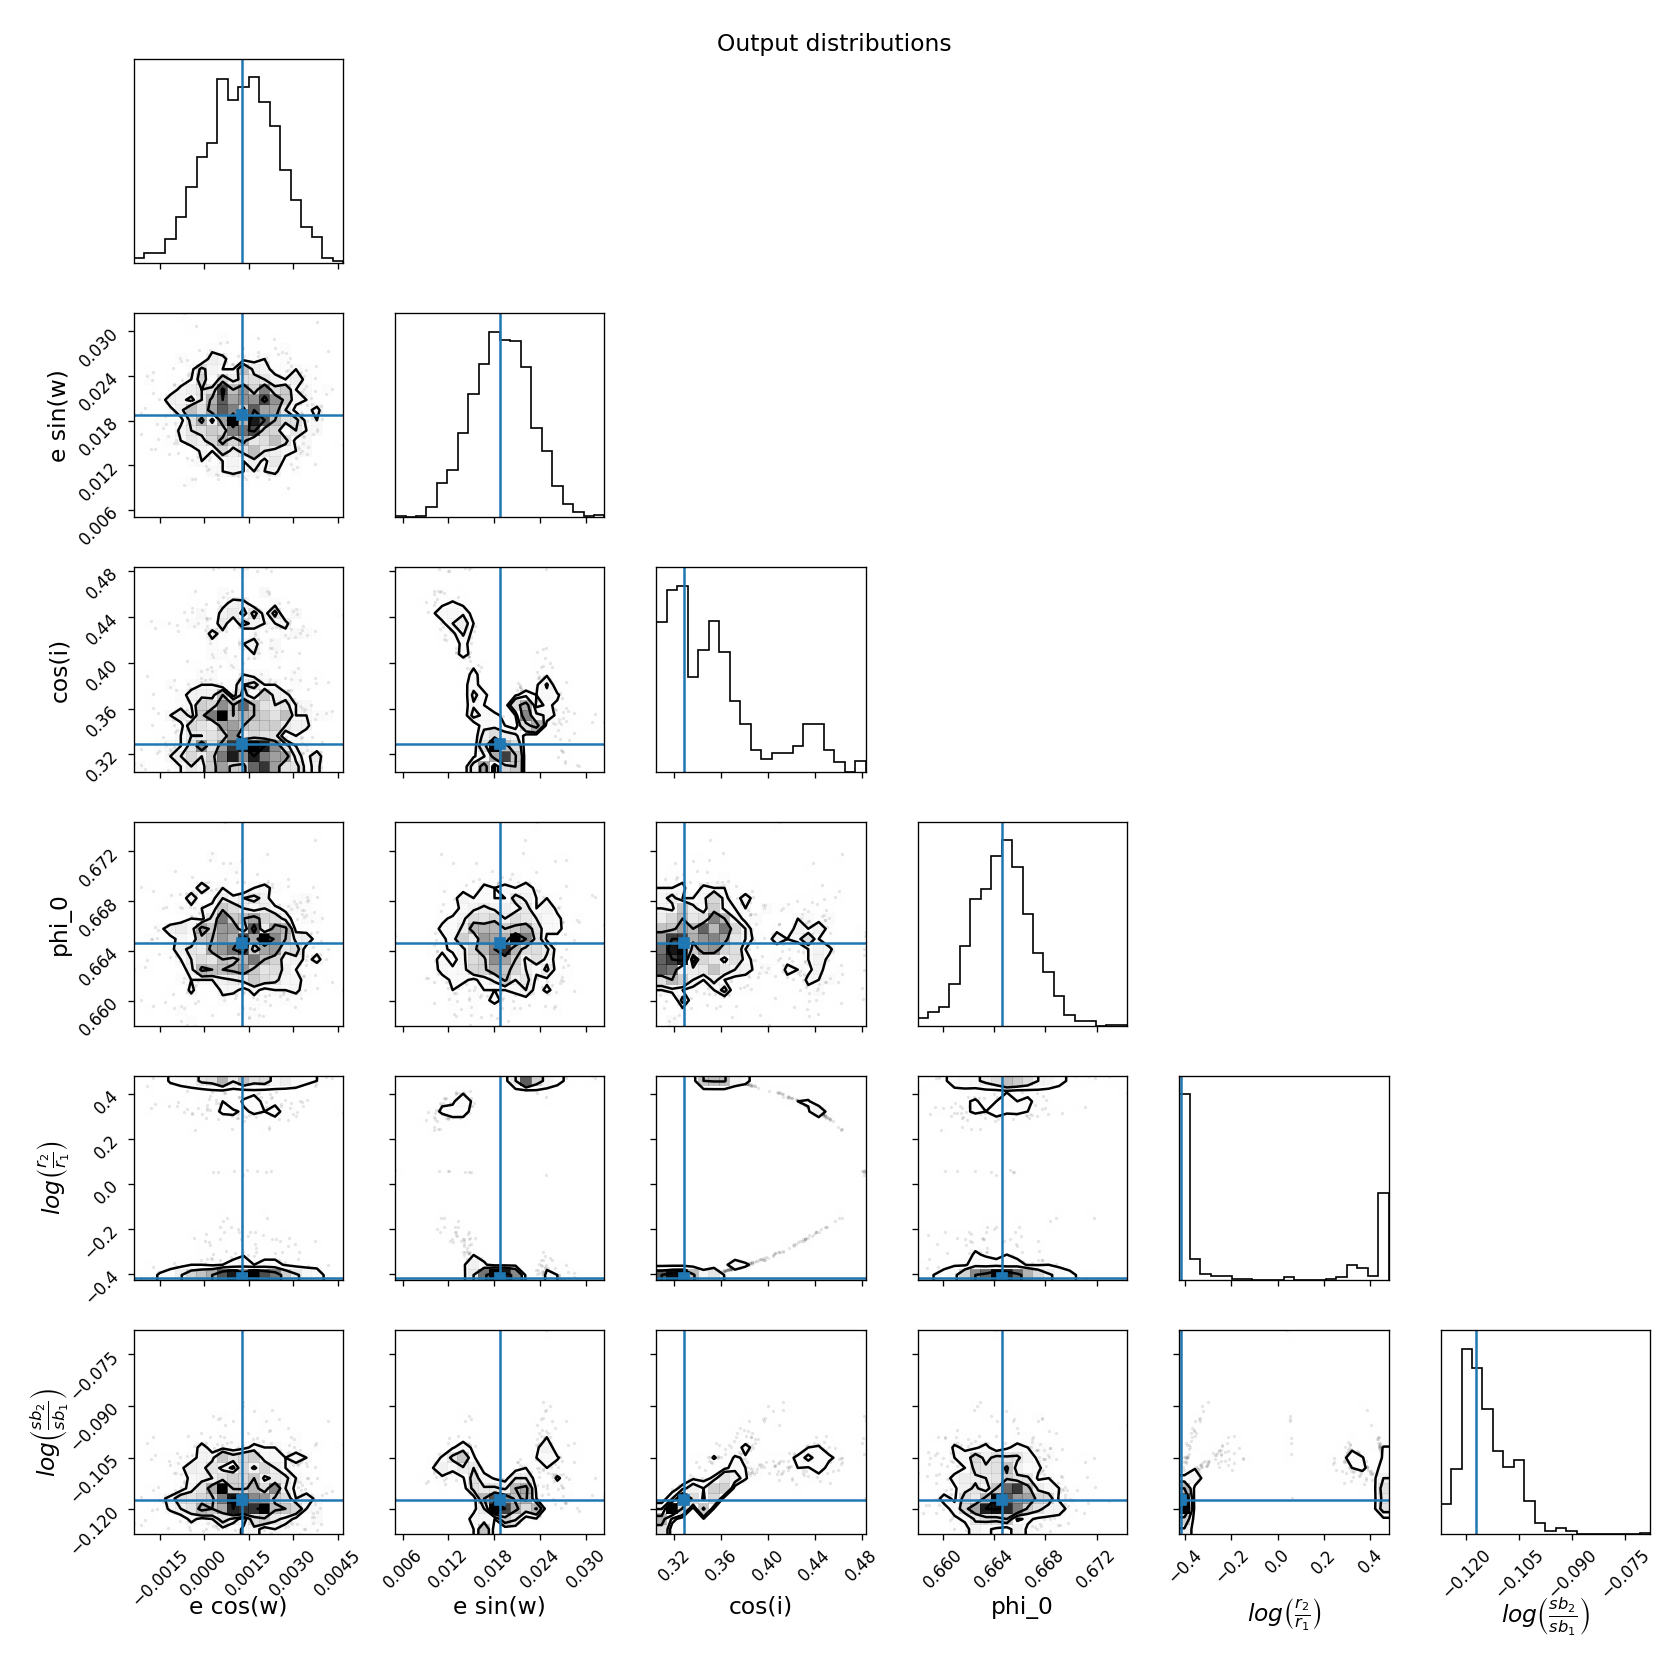 Output distributions
e sin(w)
0.030
0.024
0.018
0.012
0.006
cos(i)
0.48
0.44
0.40
0.36
0.32
phi_0
0.672
0.668
0.664
0.660
log(r₂/r₁)
0.4
0.2
0.0
−0.2
−0.4
log(sb₂/sb₁)
−0.075
−0.090
−0.105
−0.120
−0.0015 0.0000 0.0015 0.0030 0.0045
0.006 0.012 0.018 0.024 0.030
0.32 0.36 0.40 0.44 0.48
0.660 0.664 0.668 0.672
−0.4 −0.2 0.0 0.2 0.4
−0.120 −0.105 −0.090 −0.075
e cos(w) e sin(w) cos(i) phi_0 log(r₂/r₁) log(sb₂/sb₁)